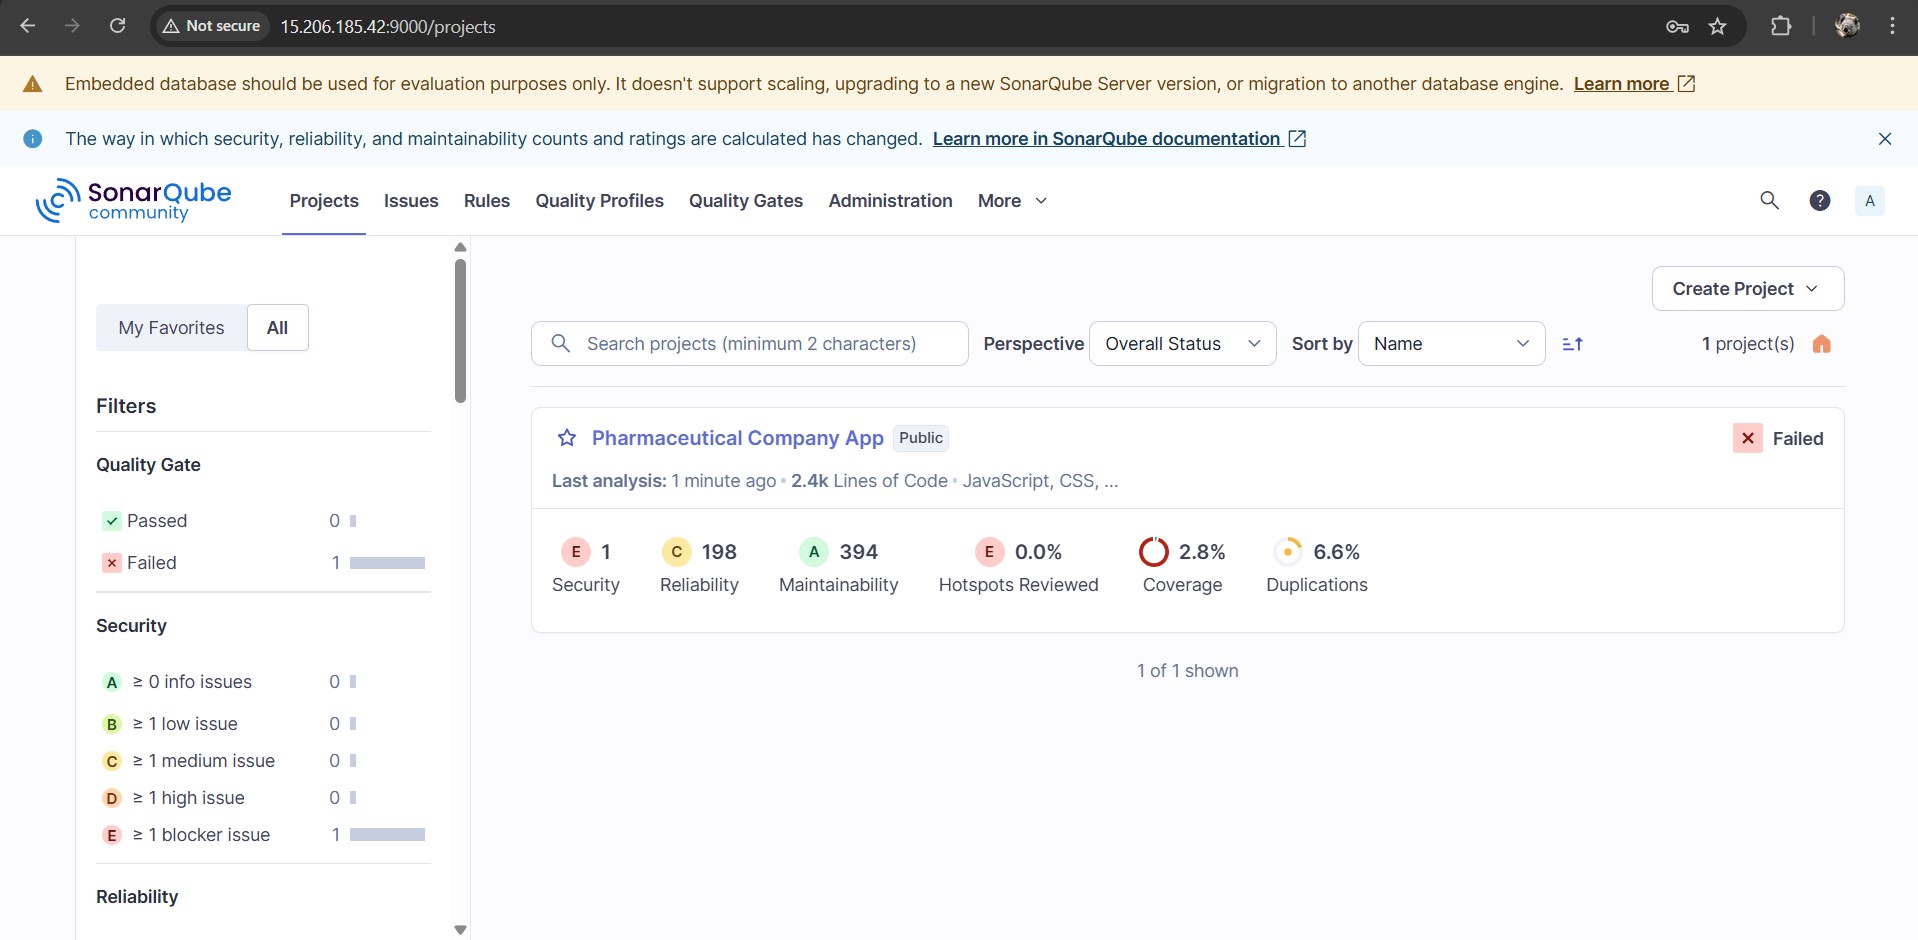 Not secure 15.206.185.42:9000/projects
Embedded database should be used for evaluation purposes only. It doesn't support scaling, upgrading to a new SonarQube Server version, or migration to another database engine. Learn more
The way in which security, reliability, and maintainability counts and ratings are calculated has changed. Learn more in SonarQube documentation
SonarQube community
Projects Issues Rules Quality Profiles Quality Gates Administration More
? A
My Favorites All
Filters
Quality Gate
Passed 0
Failed 1
Security
A ≥ 0 info issues 0
B ≥ 1 low issue 0
C ≥ 1 medium issue 0
D ≥ 1 high issue 0
E ≥ 1 blocker issue 1
Reliability
Create Project
Search projects (minimum 2 characters) Perspective Overall Status Sort by Name 1 project(s)
Pharmaceutical Company App Public Failed
Last analysis: 1 minute ago • 2.4k Lines of Code • JavaScript, CSS, ...
E 1 C 198 A 394 E 0.0% 2.8% 6.6%
Security Reliability Maintainability Hotspots Reviewed Coverage Duplications
1 of 1 shown